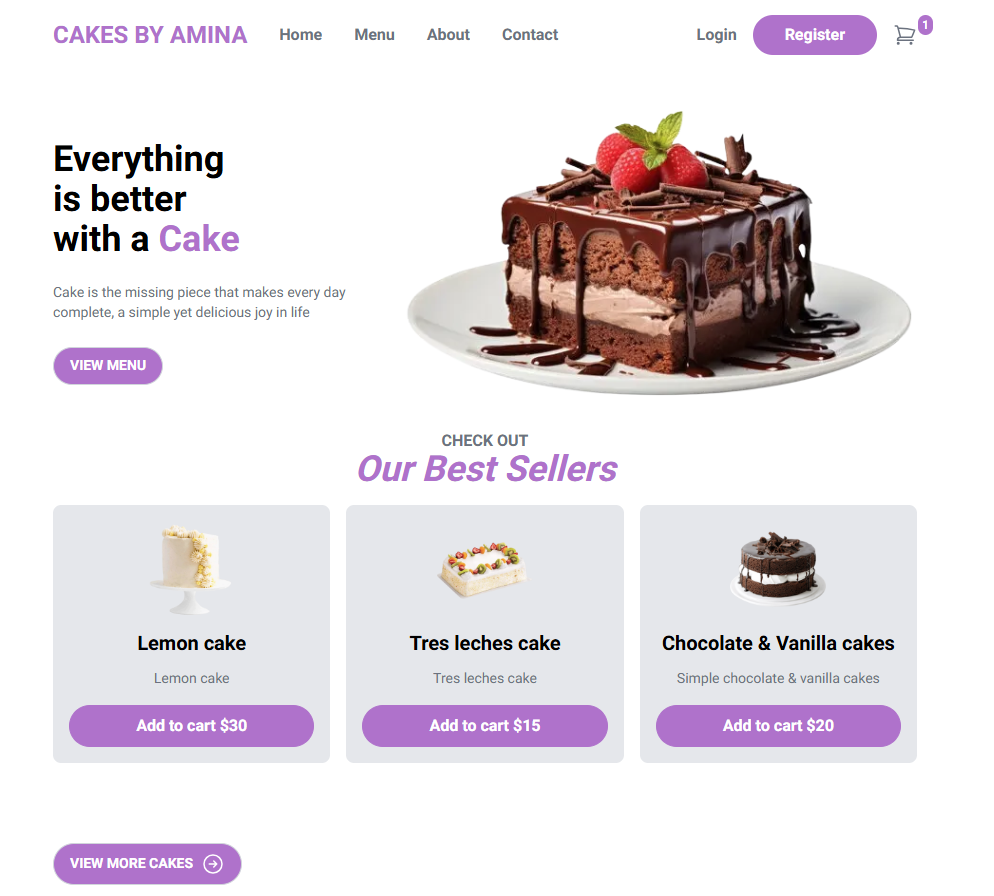 CAKES BY AMINA
Home
Menu
About
Contact
Login
Register
1
Everything
is better
with a Cake
Cake is the missing piece that makes every day
complete, a simple yet delicious joy in life
VIEW MENU
CHECK OUT
Our Best Sellers
Lemon cake
Lemon cake
Add to cart $30
Tres leches cake
Tres leches cake
Add to cart $15
Chocolate & Vanilla cakes
Simple chocolate & vanilla cakes
Add to cart $20
VIEW MORE CAKES